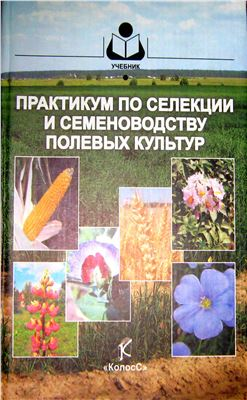 УЧЕБНИК
ПРАКТИКУМ ПО СЕЛЕКЦИИ
И СЕМЕНОВОДСТВУ
ПОЛЕВЫХ КУЛЬТУР
«КолосС»